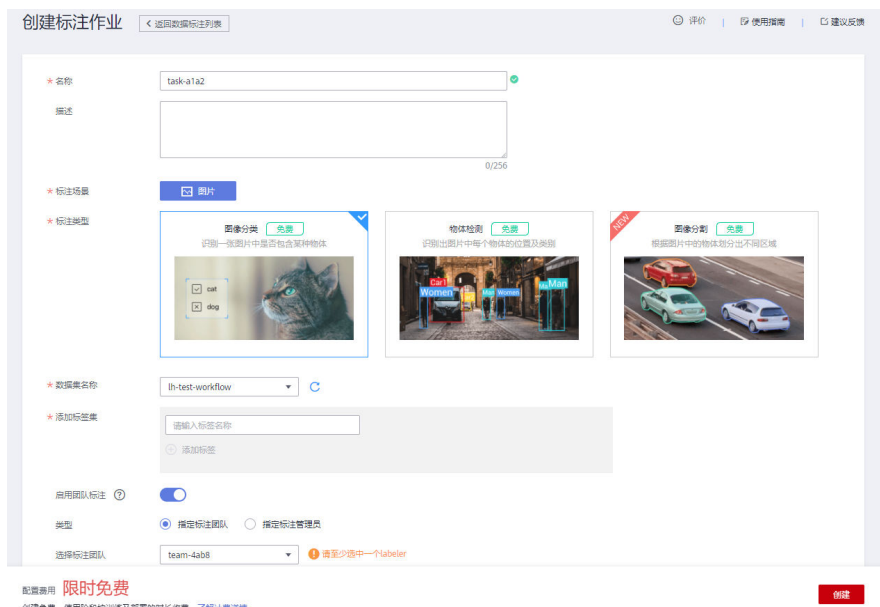 创建标注作业 返回数据标注列表 评价 使用指南 建议反馈
* 名称 task-a1a2
描述
0/256
* 标注场景 图片
* 标注类型
图像分类 免费 物体检测 免费 NEW 图像分割 免费
识别一张图片中是否包含某种物体 识别出图片中每个物体的位置及类别 根据图片中的物体划分出不同区域
cat
dog
Car1
Women Man Women Man
* 数据集名称 lh-test-workflow
* 添加标签集 请输入标签名称
添加标签
启用团队标注
类型 指定标注团队 指定标注管理员
选择标注团队 team-4ab8 请至少选中一个labeler
配置费用 限时免费
创建